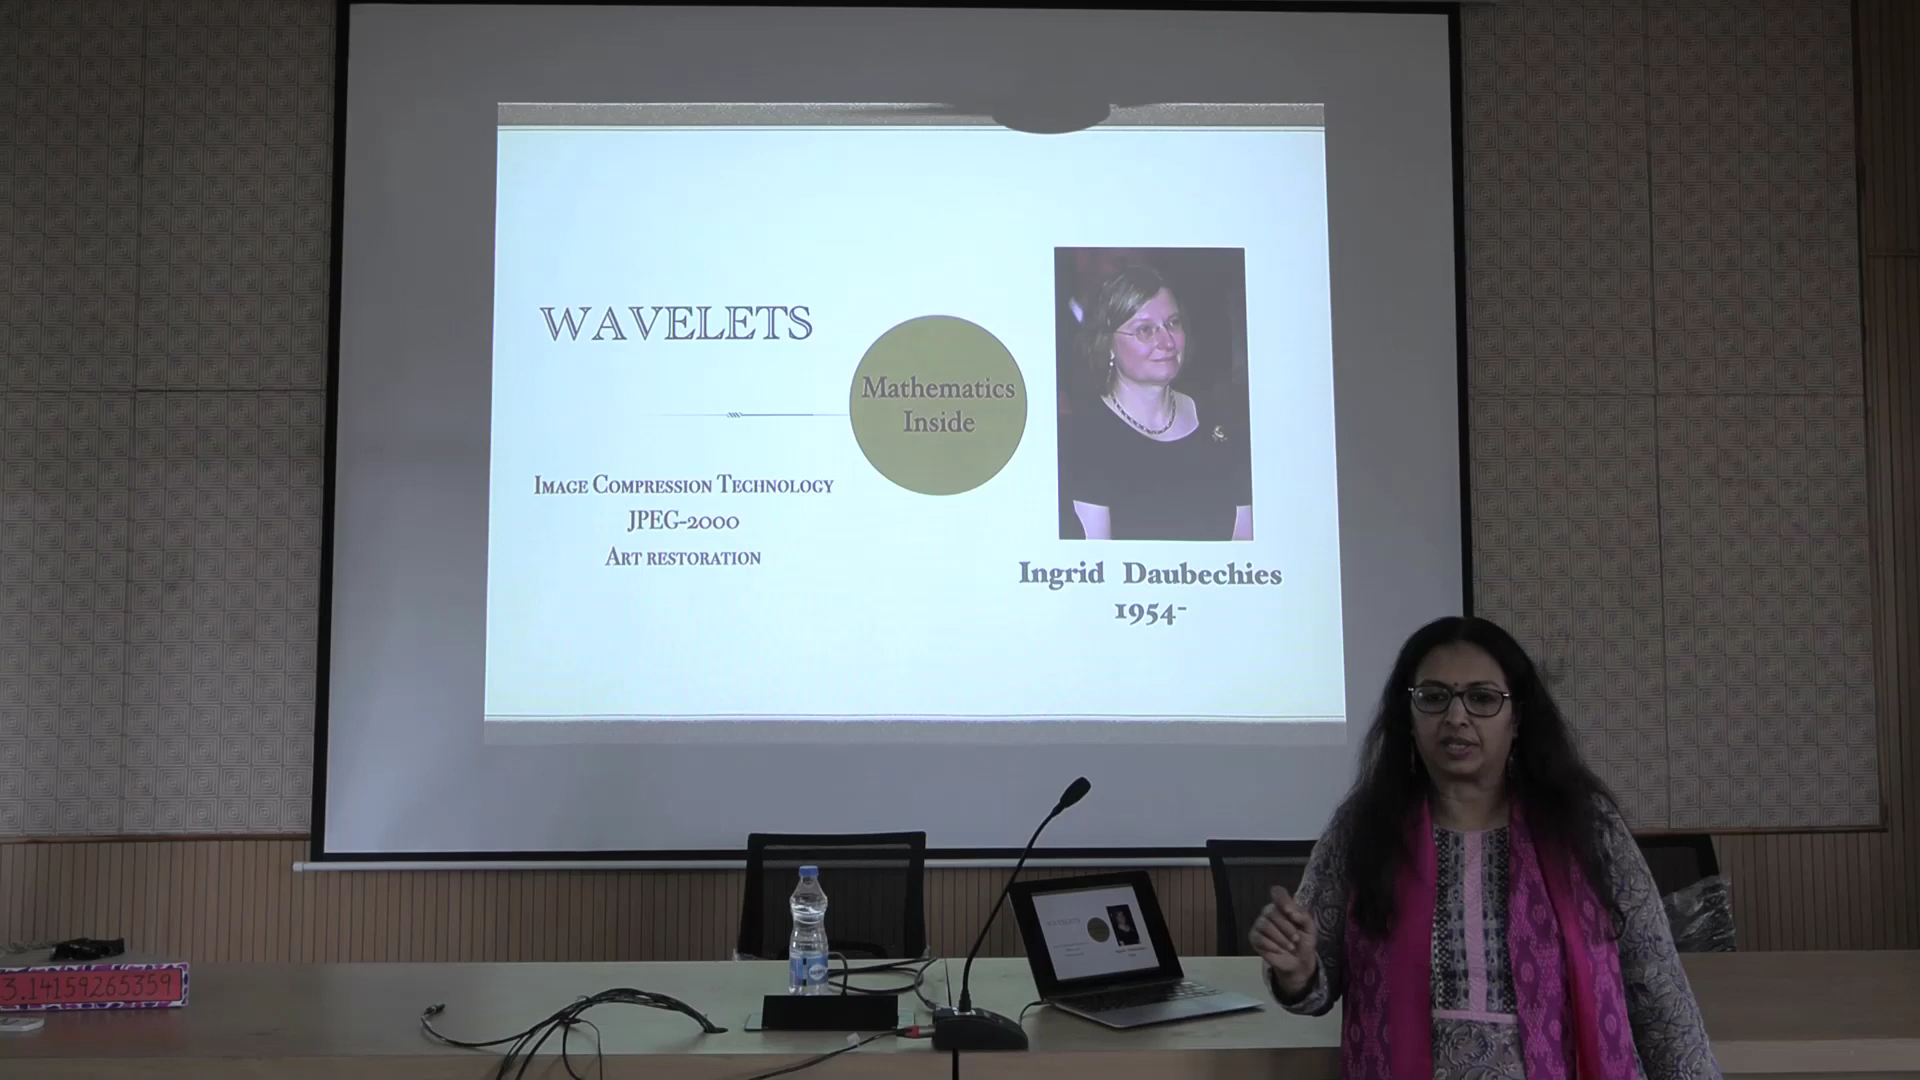 WAVELETS
Mathematics
Inside
IMAGE COMPRESSION TECHNOLOGY
JPEG-2000
ART RESTORATION
Ingrid Daubechies
1954-
3.14159265359